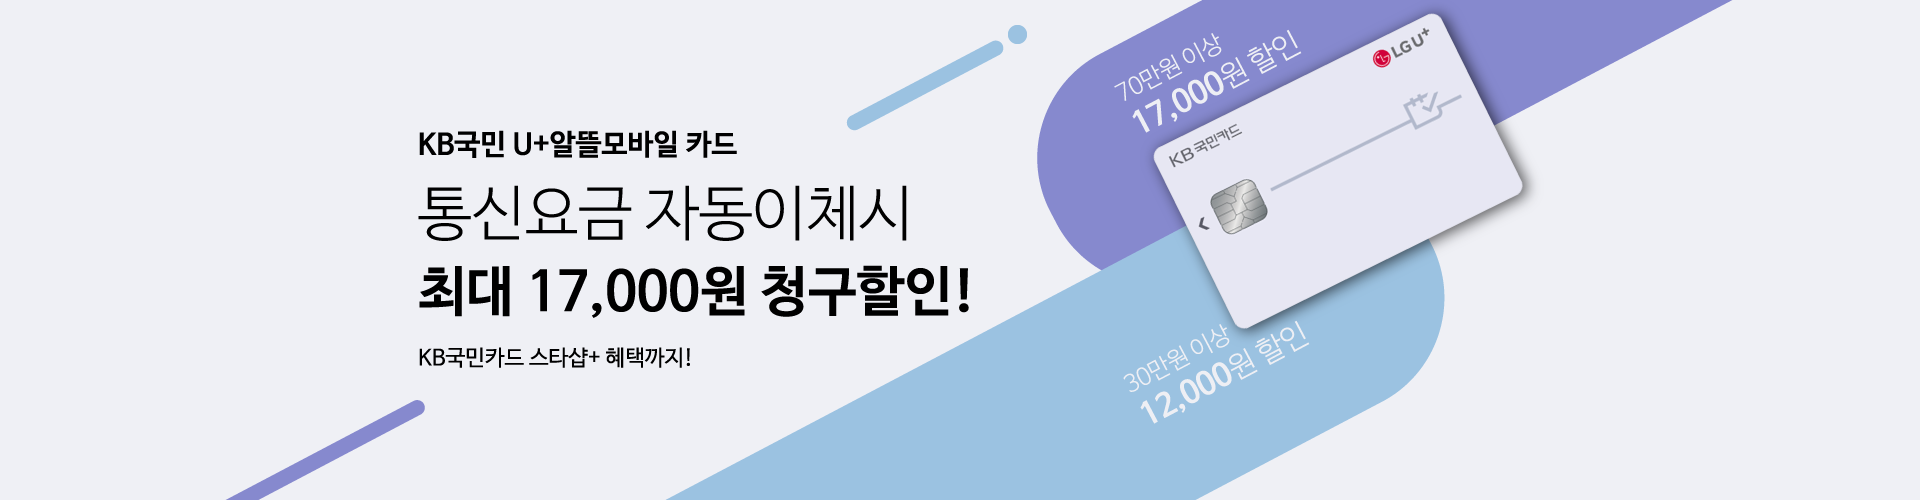 KB국민 U+알뜰모바일 카드
통신요금 자동이체시
최대 17,000원 청구할인!
KB국민카드 스타샵+ 혜택까지!
70만원 이상
17,000원 할인
LG U+
KB국민카드
30만원 이상
12,000원 할인